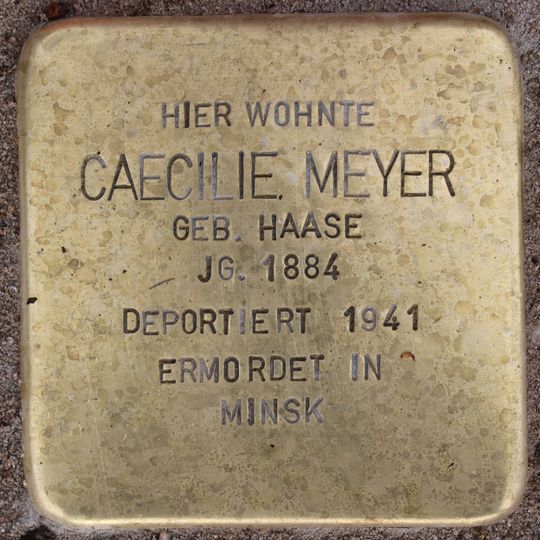 HIER WOHNTE
CAECILIE MEYER
GEB. HAASE
JG. 1884
DEPORTIERT 1941
ERMORDET IN
MINSK